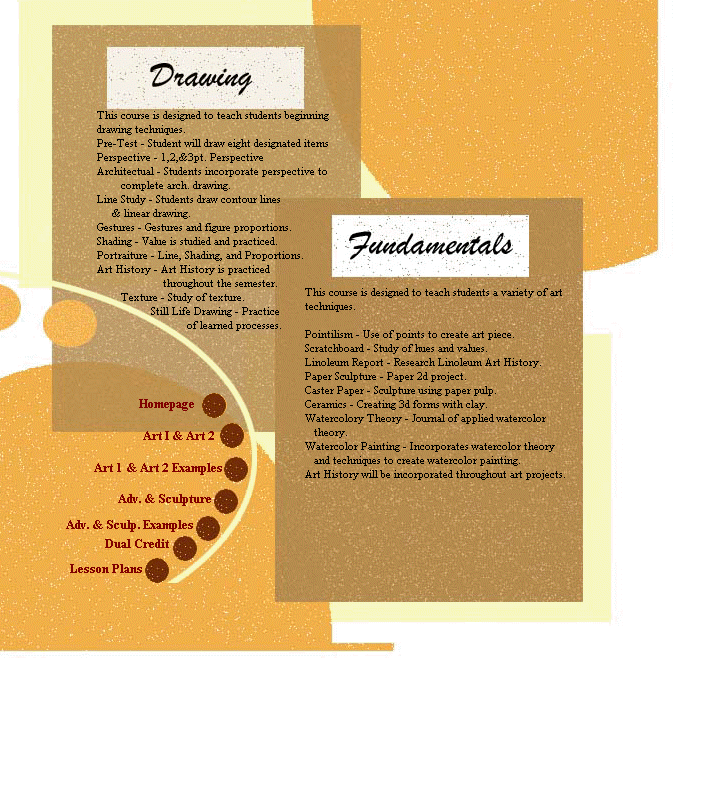 Drawing
This course is designed to teach students beginning
drawing techniques.
Pre-Test - Student will draw eight designated items
Perspective - 1,2,&3pt. Perspective
Architectual - Students incorporate perspective to
complete arch. drawing.
Line Study - Students draw contour lines
& linear drawing.
Gestures - Gestures and figure proportions.
Shading - Value is studied and practiced.
Portraiture - Line, Shading, and Proportions.
Art History - Art History is practiced
throughout the semester.
Texture - Study of texture.
Still Life Drawing - Practice
of learned processes.
Fundamentals
This course is designed to teach students a variety of art
techniques.
Pointilism - Use of points to create art piece.
Scratchboard - Study of hues and values.
Linoleum Report - Research Linoleum Art History.
Paper Sculpture - Paper 2d project.
Caster Paper - Sculpture using paper pulp.
Ceramics - Creating 3d forms with clay.
Watercolory Theory - Journal of applied watercolor
theory.
Watercolor Painting - Incorporates watercolor theory
and techniques to create watercolor painting.
Art History will be incorporated throughout art projects.
Homepage
Art I & Art 2
Art 1 & Art 2 Examples
Adv. & Sculpture
Adv. & Sculp. Examples
Dual Credit
Lesson Plans